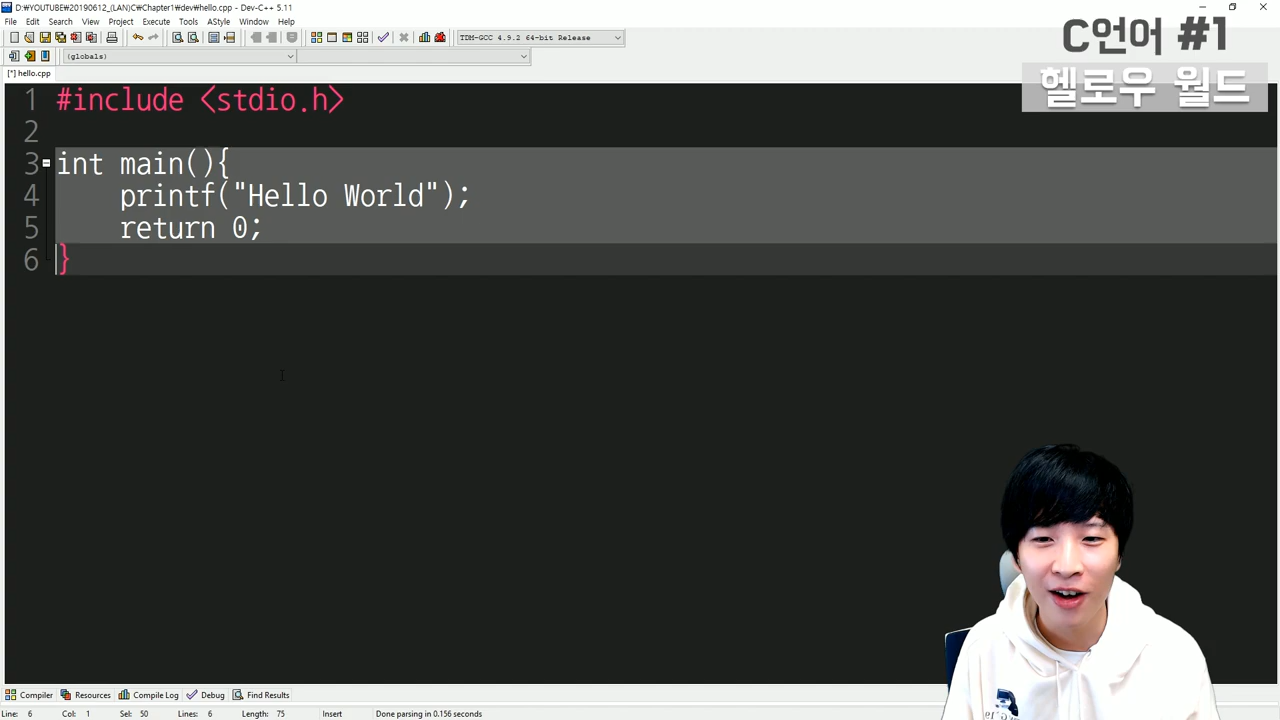 D:₩YOUTUBE₩20190612_(LAN)C₩Chapter1₩dev₩hello.cpp - Dev-C++ 5.11
File Edit Search View Project Execute Tools AStyle Window Help
TDM-GCC 4.9.2 64-bit Release
(globals)
[*] hello.cpp
C언어 #1
헬로우 월드
1 #include <stdio.h>
2
3 int main(){
4 printf("Hello World");
5 return 0;
6 }
Compiler Resources Compile Log Debug Find Results
Line: 6 Col: 1 Sel: 50 Lines: 6 Length: 75 Insert Done parsing in 0.156 seconds